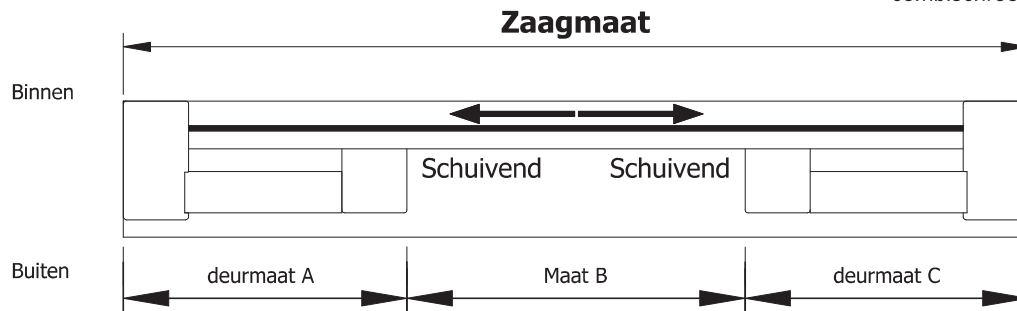 Zaagmaat
Binnen
Schuivend Schuivend
Buiten
deurmaat A Maat B deurmaat C